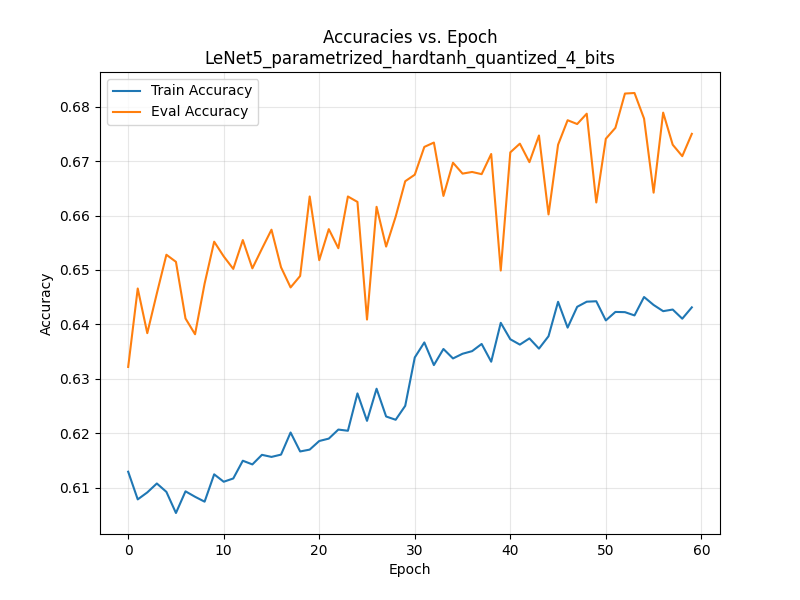 Accuracies vs. Epoch
LeNet5_parametrized_hardtanh_quantized_4_bits
Train Accuracy
Eval Accuracy
0.68
0.67
0.66
0.65
0.64
0.63
0.62
0.61
Accuracy
0 10 20 30 40 50 60
Epoch